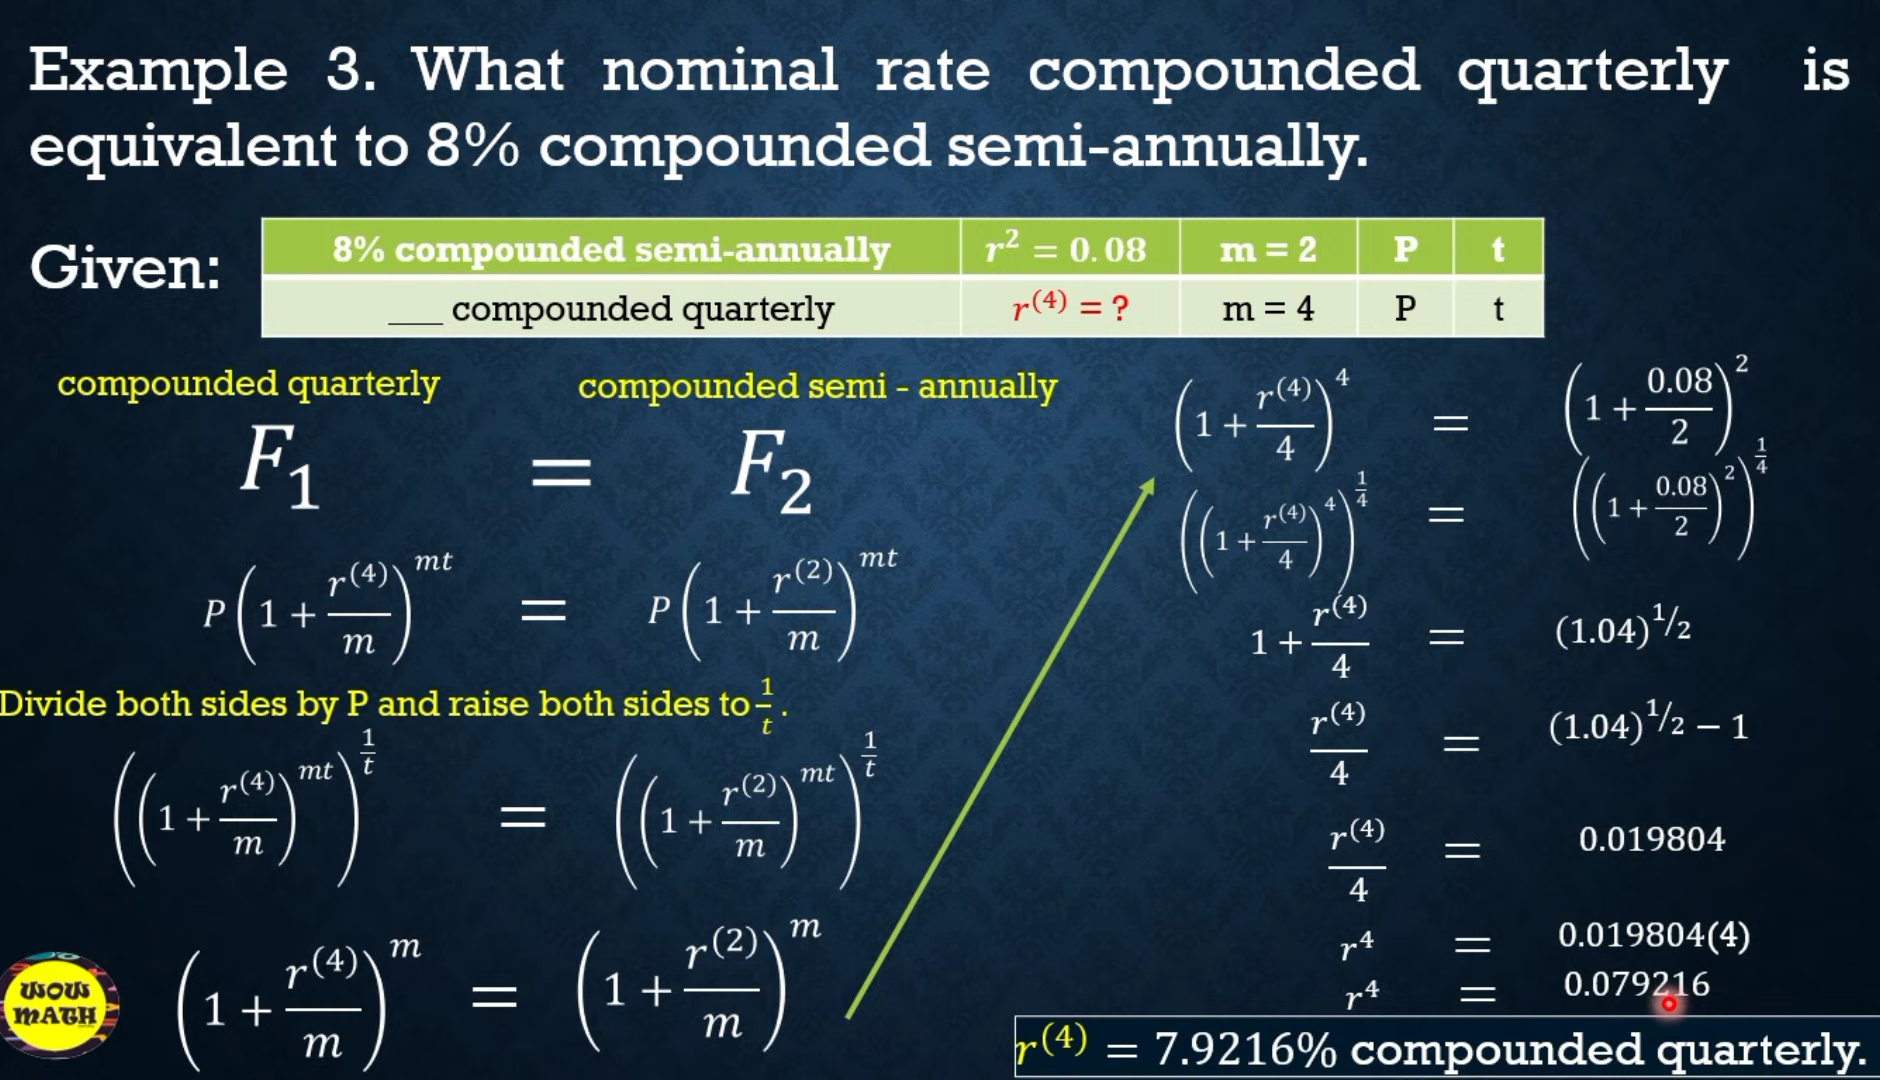 Example 3. What nominal rate compounded quarterly is
equivalent to 8% compounded semi-annually.
Given:
8% compounded semi-annually r² = 0.08 m = 2 P t
___ compounded quarterly r⁽⁴⁾ = ? m = 4 P t
compounded quarterly compounded semi - annually
F₁ = F₂
P(1 + r⁽⁴⁾/m)^mt = P(1 + r⁽²⁾/m)^mt
Divide both sides by P and raise both sides to 1/t.
((1 + r⁽⁴⁾/m)^mt)^1/t = ((1 + r⁽²⁾/m)^mt)^1/t
(1 + r⁽⁴⁾/m)^m = (1 + r⁽²⁾/m)^m
WOW
MATH
(1 + r⁽⁴⁾/4)^4 = (1 + 0.08/2)^2
((1 + r⁽⁴⁾/4)^4)^1/4 = ((1 + 0.08/2)^2)^1/4
1 + r⁽⁴⁾/4 = (1.04)^1/2
r⁽⁴⁾/4 = (1.04)^1/2 − 1
r⁽⁴⁾/4 = 0.019804
r⁴ = 0.019804(4)
r⁴ = 0.079216
r⁽⁴⁾ = 7.9216% compounded quarterly.